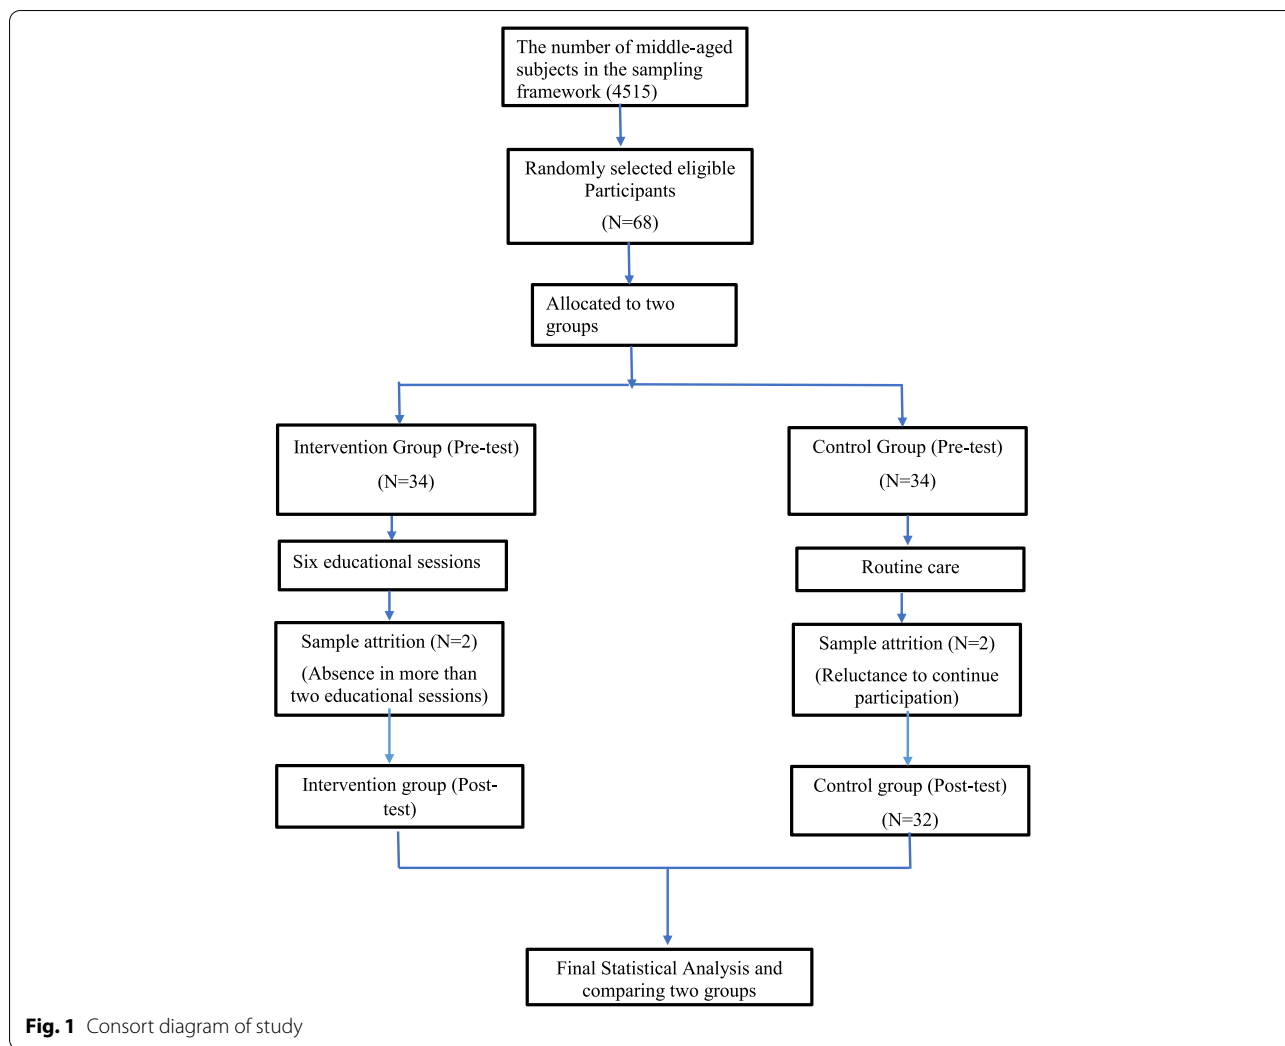 The number of middle-aged
subjects in the sampling
framework (4515)
Randomly selected eligible
Participants
(N=68)
Allocated to two
groups
Intervention Group (Pre-test)
(N=34)
Control Group (Pre-test)
(N=34)
Six educational sessions
Routine care
Sample attrition (N=2)
(Absence in more than
two educational sessions)
Sample attrition (N=2)
(Reluctance to continue
participation)
Intervention group (Post-
test)
Control group (Post-test)
(N=32)
Final Statistical Analysis and
comparing two groups
Fig. 1 Consort diagram of study